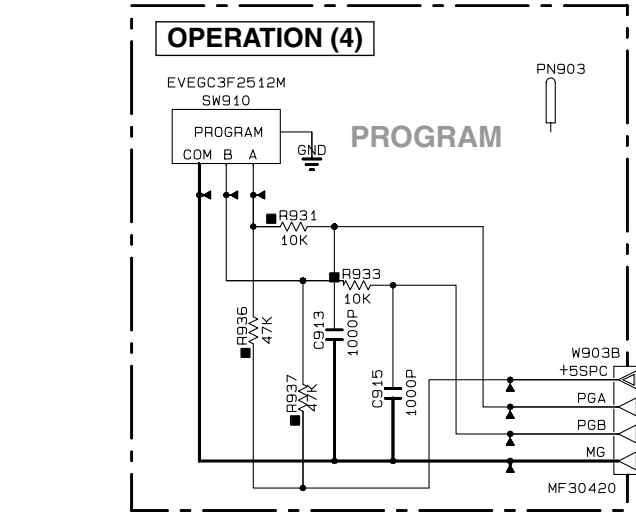 OPERATION (4)
PN903
EVEGC3F2512M
SW910
PROGRAM
PROGRAM
COM B A
GND
R931
10K
R933
10K
R936
47K
C913
1000P
R937
47K
C915
1000P
W903B
+5SPC
PGA
PGB
MG
MF30420